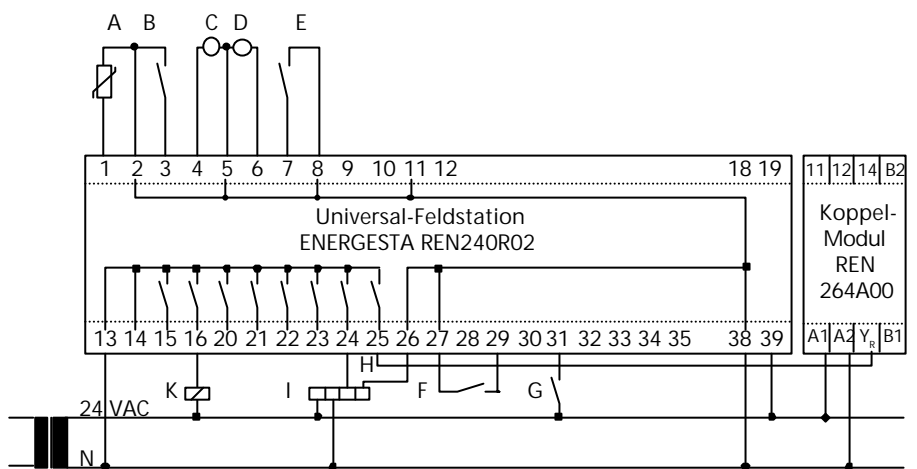 A B C D E
1 2 3 4 5 6 7 8 9 10 11 12 18 19
11 12 14 B2
Universal-Feldstation
ENERGESTA REN240R02
Koppel-
Modul
REN
264A00
13 14 15 16 20 21 22 23 24 25 26 27 28 29 30 31 32 33 34 35 38 39
A1 A2 YR B1
H
K I F G
24 VAC
N